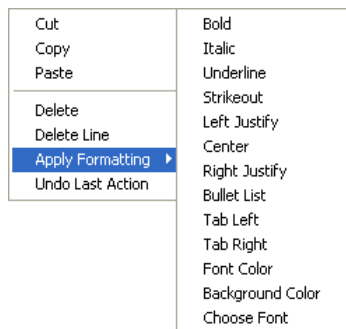 Cut
Copy
Paste
Delete
Delete Line
Apply Formatting
Undo Last Action
Bold
Italic
Underline
Strikeout
Left Justify
Center
Right Justify
Bullet List
Tab Left
Tab Right
Font Color
Background Color
Choose Font